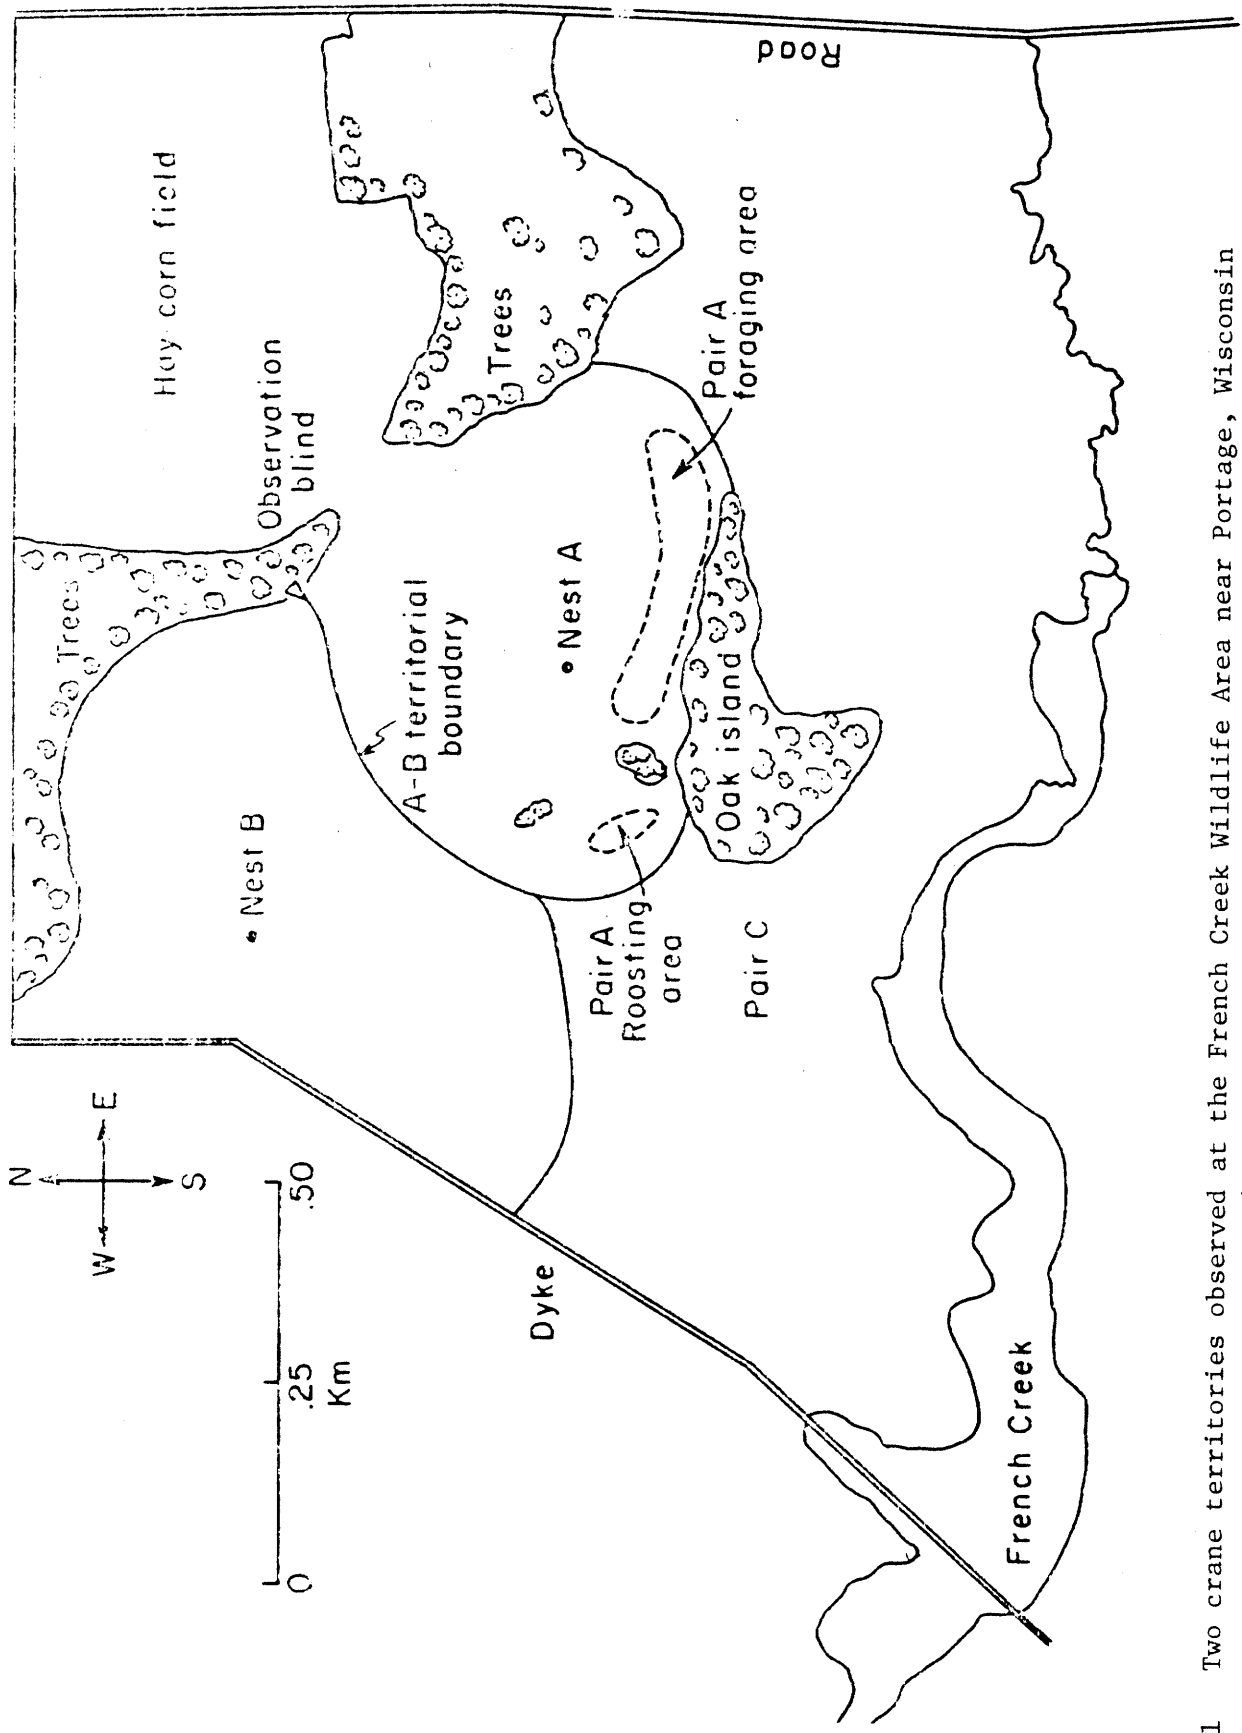 N
W
E
S
0
.25
.50
Km
Trees
Hay corn field
Observation
blind
Nest B
A-B territorial
boundary
Trees
Road
Nest A
Dyke
Pair A
Roosting
area
Oak island
Pair A
foraging area
Pair C
French Creek
1 Two crane territories observed at the French Creek Wildlife Area near Portage, Wisconsin